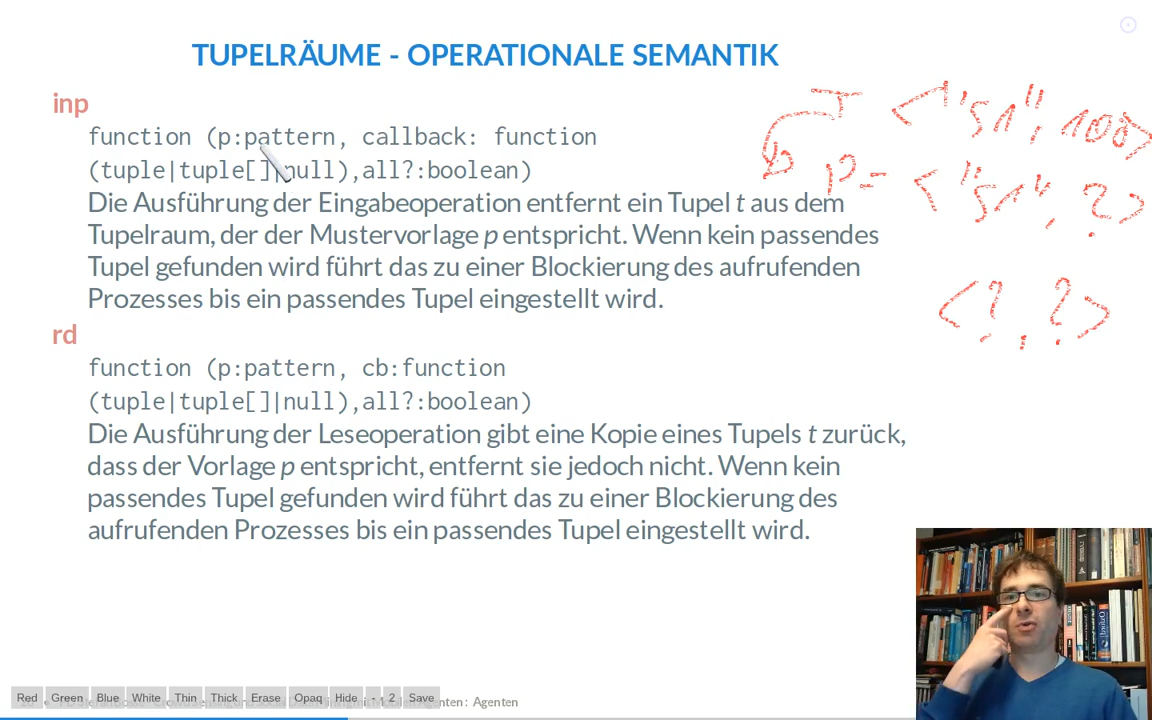 TUPELRÄUME - OPERATIONALE SEMANTIK
inp
function (p:pattern, callback: function
(tuple|tuple[]|null),all?:boolean)
Die Ausführung der Eingabeoperation entfernt ein Tupel t aus dem
Tupelraum, der der Mustervorlage p entspricht. Wenn kein passendes
Tupel gefunden wird führt das zu einer Blockierung des aufrufenden
Prozesses bis ein passendes Tupel eingestellt wird.
rd
function (p:pattern, cb:function
(tuple|tuple[]|null),all?:boolean)
Die Ausführung der Leseoperation gibt eine Kopie eines Tupels t zurück,
dass der Vorlage p entspricht, entfernt sie jedoch nicht. Wenn kein
passendes Tupel gefunden wird führt das zu einer Blockierung des
aufrufenden Prozesses bis ein passendes Tupel eingestellt wird.
<"S1", 100>
p = <"S1", ?>
<?, ?>
Red Green Blue White Thin Thick Erase Opaq Hide - 2 Save
: Agenten